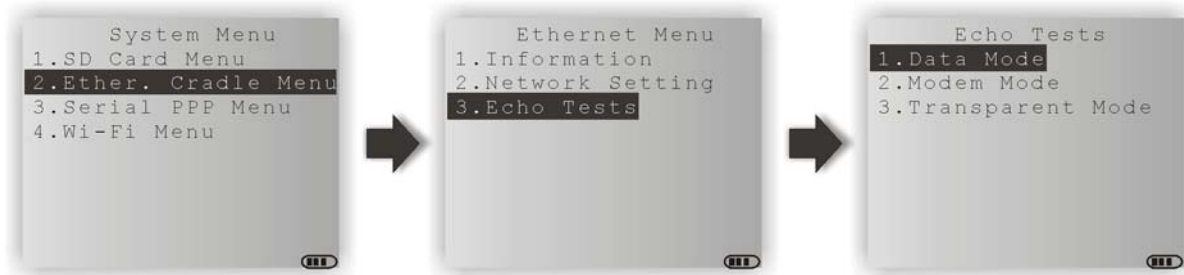 System Menu
1.SD Card Menu
2.Ether. Cradle Menu
3.Serial PPP Menu
4.Wi-Fi Menu
Ethernet Menu
1.Information
2.Network Setting
3.Echo Tests
Echo Tests
1.Data Mode
2.Modem Mode
3.Transparent Mode